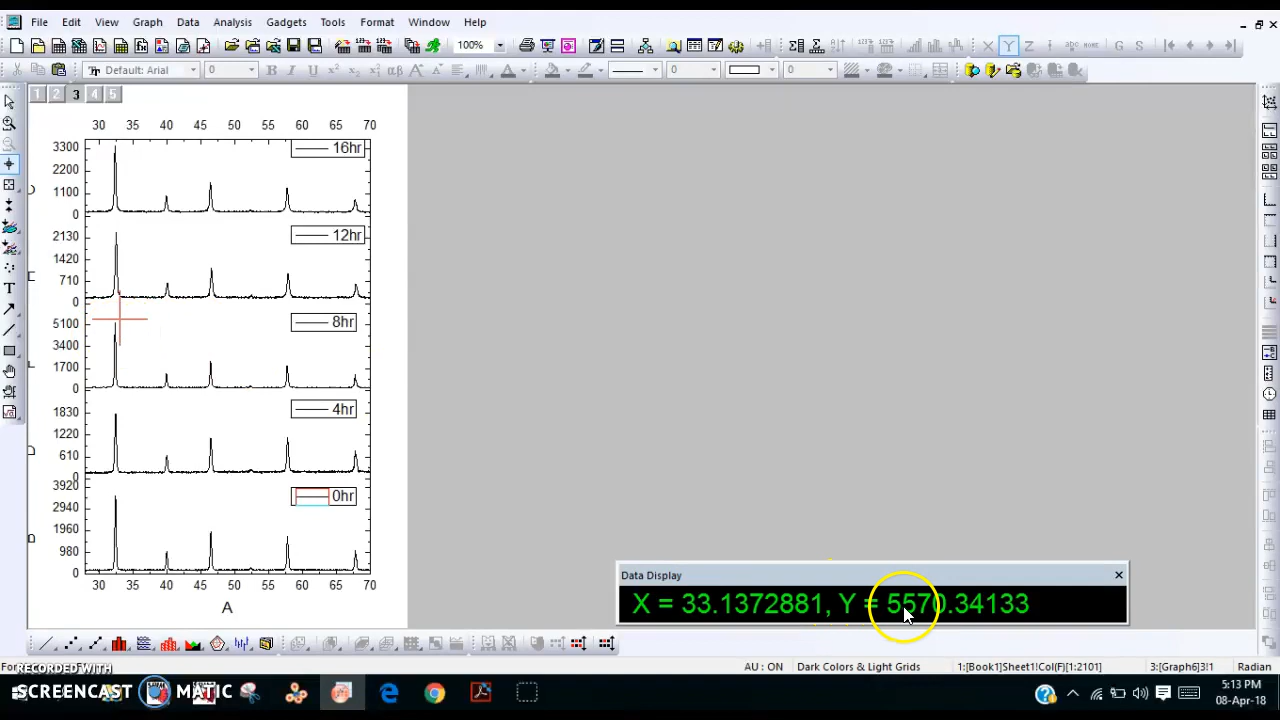 File Edit View Graph Data Analysis Gadgets Tools Format Window Help
100%
Default: Arial 0 B I U αβ A A 0 0
1 2 3 4 5
30 35 40 45 50 55 60 65 70
3300 16hr
2200
1100
0
2130 12hr
1420
710
0
5100 8hr
3400
1700
0
1830 4hr
1220
610
0
3920 0hr
2940
1960
980
0
30 35 40 45 50 55 60 65 70
A
Data Display
X = 33.1372881, Y = 5570.34133
AU : ON Dark Colors & Light Grids 1:[Book1]Sheet1!Col(F)[1:2101] 3:[Graph6]3!1 Radian
RECORDED WITH
SCREENCAST MATIC
5:13 PM
08-Apr-18